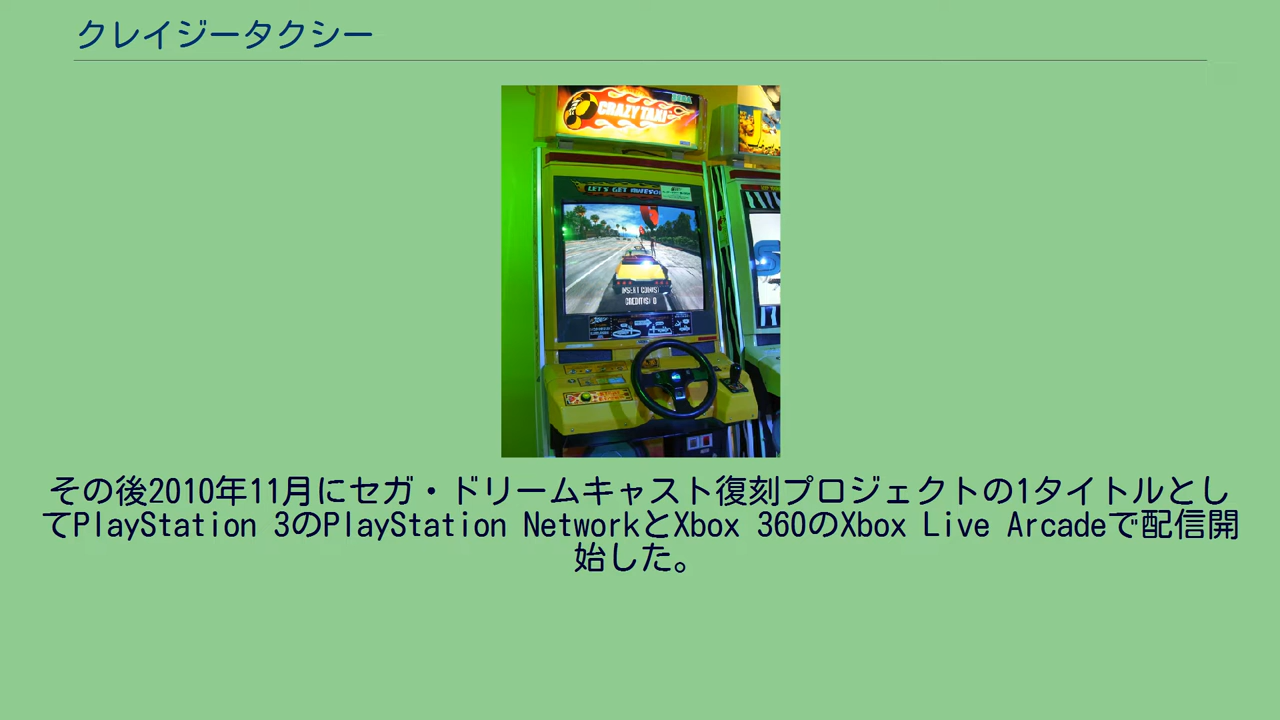 クレイジータクシー
SEGA
CRAZY TAXI
LET'S GET AWESO
INSERT COIN(S)
CREDIT(S) 0
その後2010年11月にセガ・ドリームキャスト復刻プロジェクトの1タイトルとし
てPlayStation 3のPlayStation NetworkとXbox 360のXbox Live Arcadeで配信開
始した。